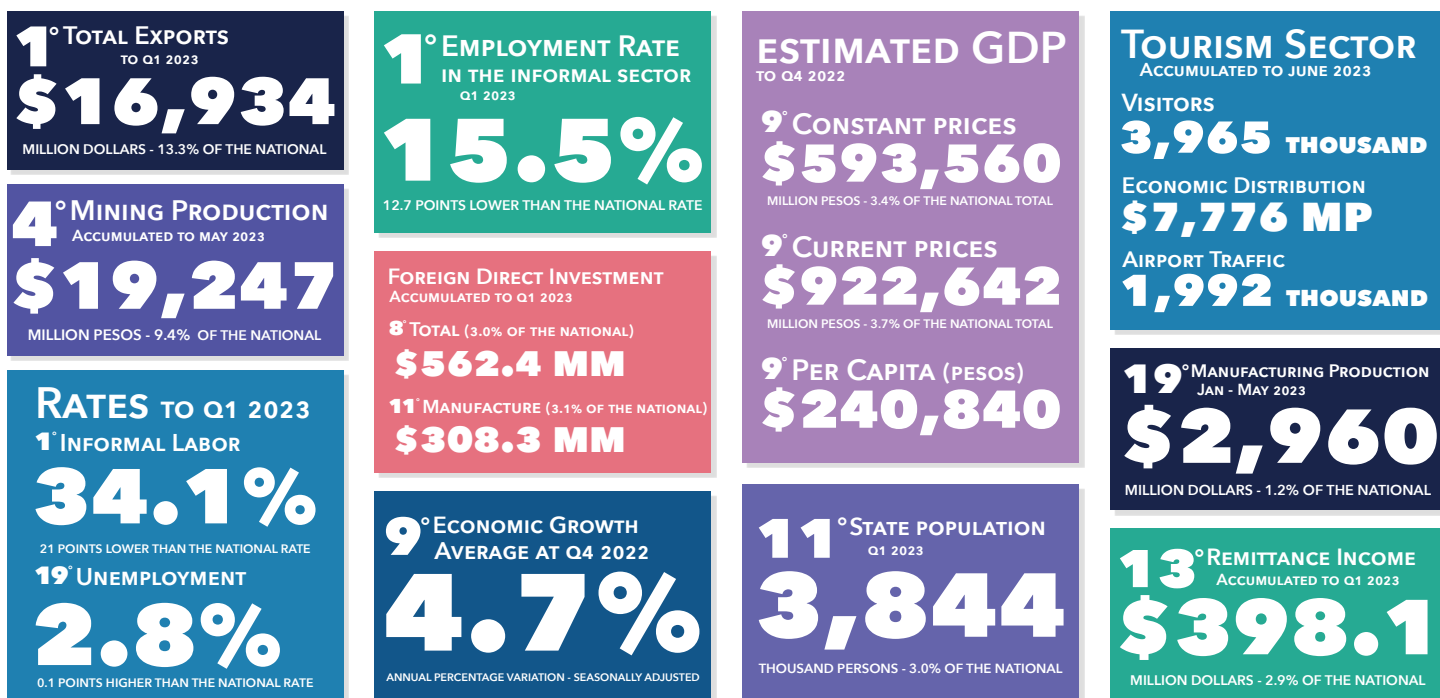 1° Total Exports
to Q1 2023
$16,934
MILLION DOLLARS - 13.3% OF THE NATIONAL
4° Mining Production
Accumulated to May 2023
$19,247
MILLION PESOS - 9.4% OF THE NATIONAL
Rates to Q1 2023
1° Informal Labor
34.1%
21 POINTS LOWER THAN THE NATIONAL RATE
19° Unemployment
2.8%
0.1 POINTS HIGHER THAN THE NATIONAL RATE
1° Employment Rate
in the informal sector
Q1 2023
15.5%
12.7 POINTS LOWER THAN THE NATIONAL RATE
Foreign Direct Investment
Accumulated to Q1 2023
8° Total (3.0% of the national)
$562.4 MM
11° Manufacture (3.1% of the national)
$308.3 MM
9° Economic Growth
Average at Q4 2022
4.7%
ANNUAL PERCENTAGE VARIATION - SEASONALLY ADJUSTED
estimated GDP
to Q4 2022
9° Constant prices
$593,560
MILLION PESOS - 3.4% OF THE NATIONAL TOTAL
9° Current prices
$922,642
MILLION PESOS - 3.7% OF THE NATIONAL TOTAL
9° Per Capita (pesos)
$240,840
11° State population
Q1 2023
3,844
THOUSAND PERSONS - 3.0% OF THE NATIONAL
Tourism Sector
Accumulated to June 2023
Visitors
3,965 thousand
Economic Distribution
$7,776 MP
Airport Traffic
1,992 thousand
19° Manufacturing Production
Jan - May 2023
$2,960
MILLION DOLLARS - 1.2% OF THE NATIONAL
13° Remittance Income
Accumulated to Q1 2023
$398.1
MILLION DOLLARS - 2.9% OF THE NATIONAL